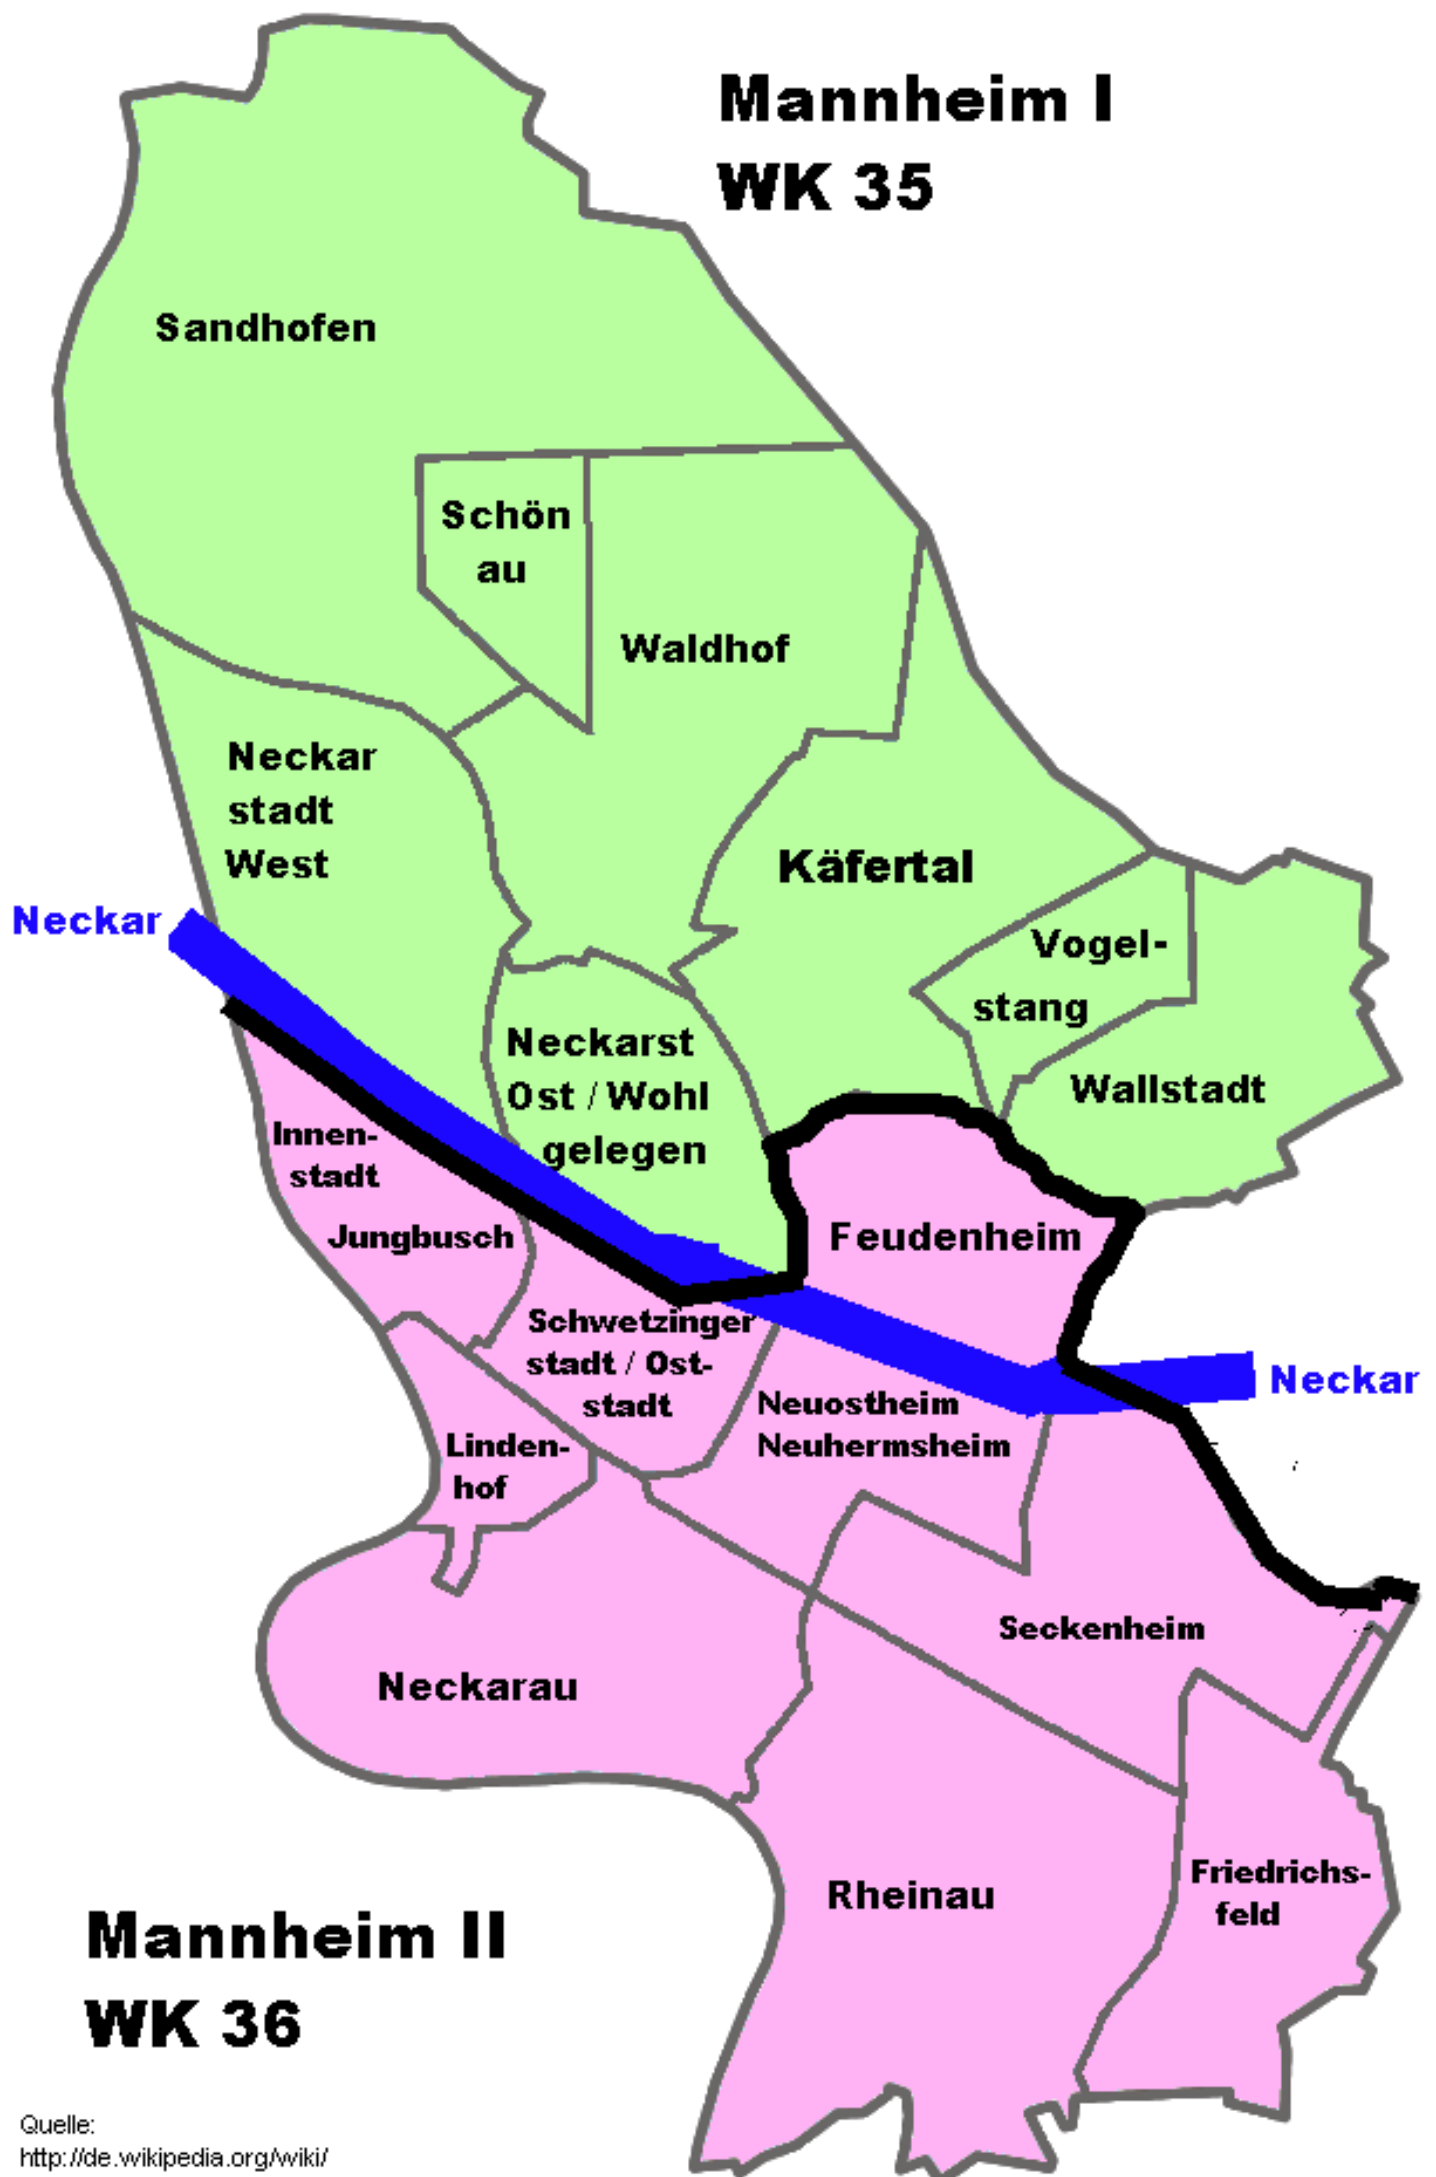 Mannheim I
WK 35
Sandhofen
Schön
au
Waldhof
Neckar
stadt
West
Käfertal
Neckar
Vogel-
stang
Neckarst
Ost / Wohl
gelegen
Wallstadt
Innen-
stadt
Jungbusch
Feudenheim
Schwetzinger
stadt / Ost-
stadt
Neckar
Neuostheim
Neuhermsheim
Linden-
hof
Seckenheim
Neckarau
Rheinau
Friedrichs-
feld
Mannheim II
WK 36
Quelle:
http://de.wikipedia.org/wiki/